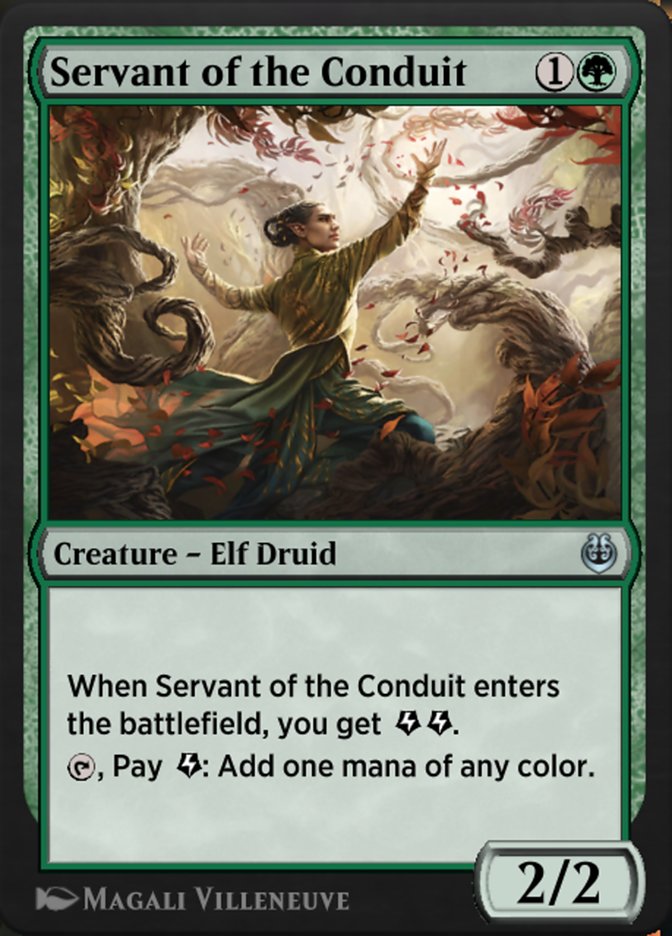 Servant of the Conduit 1
Creature – Elf Druid
When Servant of the Conduit enters
the battlefield, you get .
, Pay : Add one mana of any color.
2/2
MAGALI VILLENEUVE